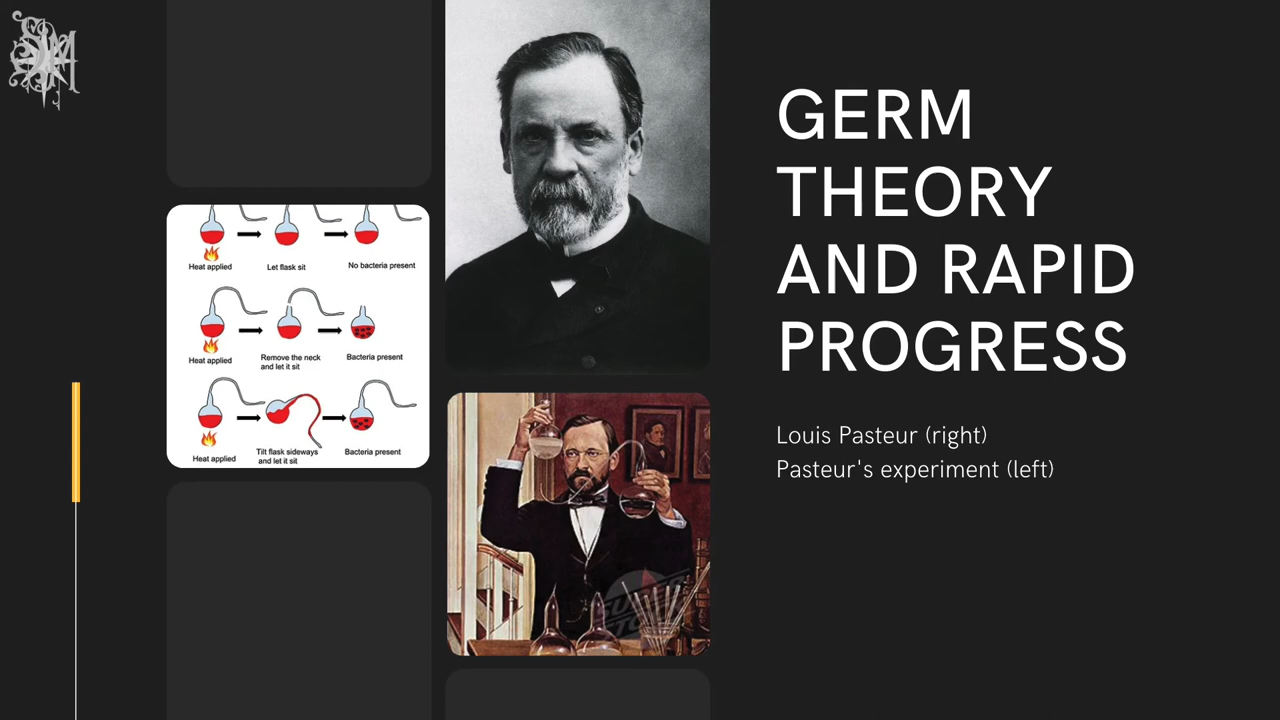 GERM
THEORY
AND RAPID
PROGRESS
Louis Pasteur (right)
Pasteur's experiment (left)
Heat applied
Let flask sit
No bacteria present
Heat applied
Remove the neck
and let it sit
Bacteria present
Heat applied
Tilt flask sideways
and let it sit
Bacteria present